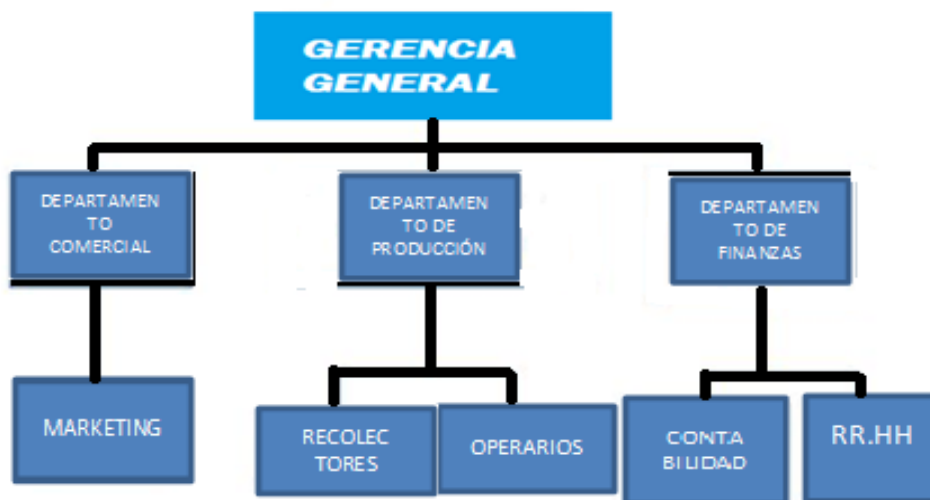 GERENCIA
GENERAL
DEPARTAMEN
TO
COMERCIAL
DEPARTAMEN
TO DE
PRODUCCIÓN
DEPARTAMEN
TO DE
FINANZAS
MARKETING
RECOLEC
TORES
OPERARIOS
CONTA
BILIDAD
RR.HH